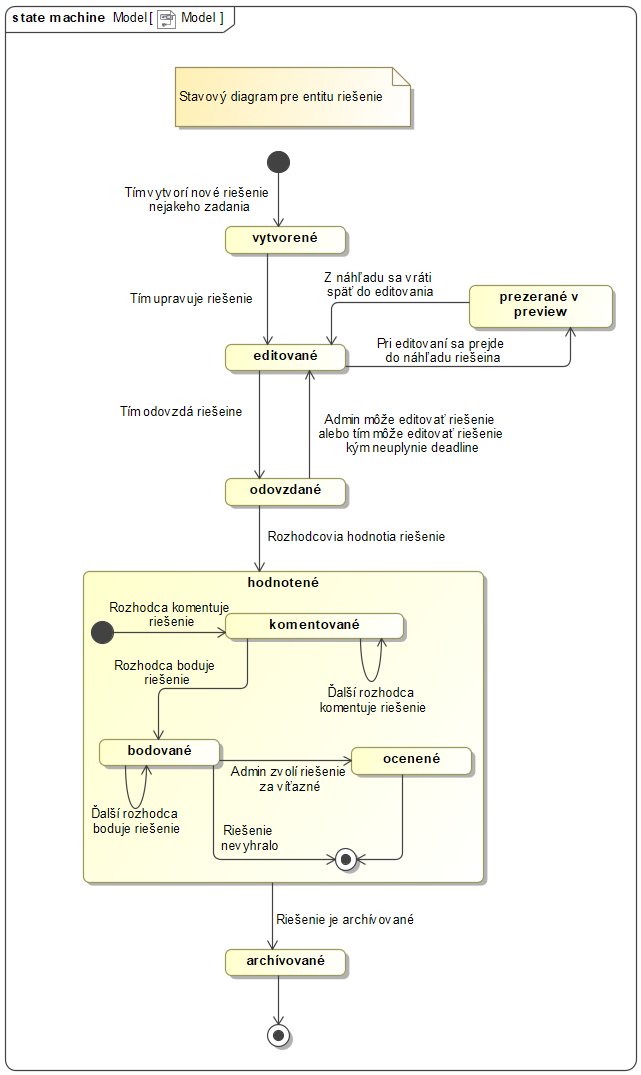 state machine Model [ Model ]
Stavový diagram pre entitu riešenie
Tím vytvorí nové riešenie
nejakeho zadania
vytvorené
Tím upravuje riešenie
Z náhľadu sa vráti
späť do editovania
prezerané v
preview
editované
Pri editovaní sa prejde
do náhľadu riešeina
Tím odovzdá riešeine
Admin môže editovať riešenie
alebo tím môže editovať riešenie
kým neuplynie deadline
odovzdané
Rozhodcovia hodnotia riešenie
hodnotené
Rozhodca komentuje
riešenie
komentované
Rozhodca boduje
riešenie
Ďalší rozhodca
komentuje riešenie
bodované
Admin zvolí riešenie
za víťazné
ocenené
Ďalší rozhodca
boduje riešenie
Riešenie
nevyhralo
Riešenie je archívované
archívované